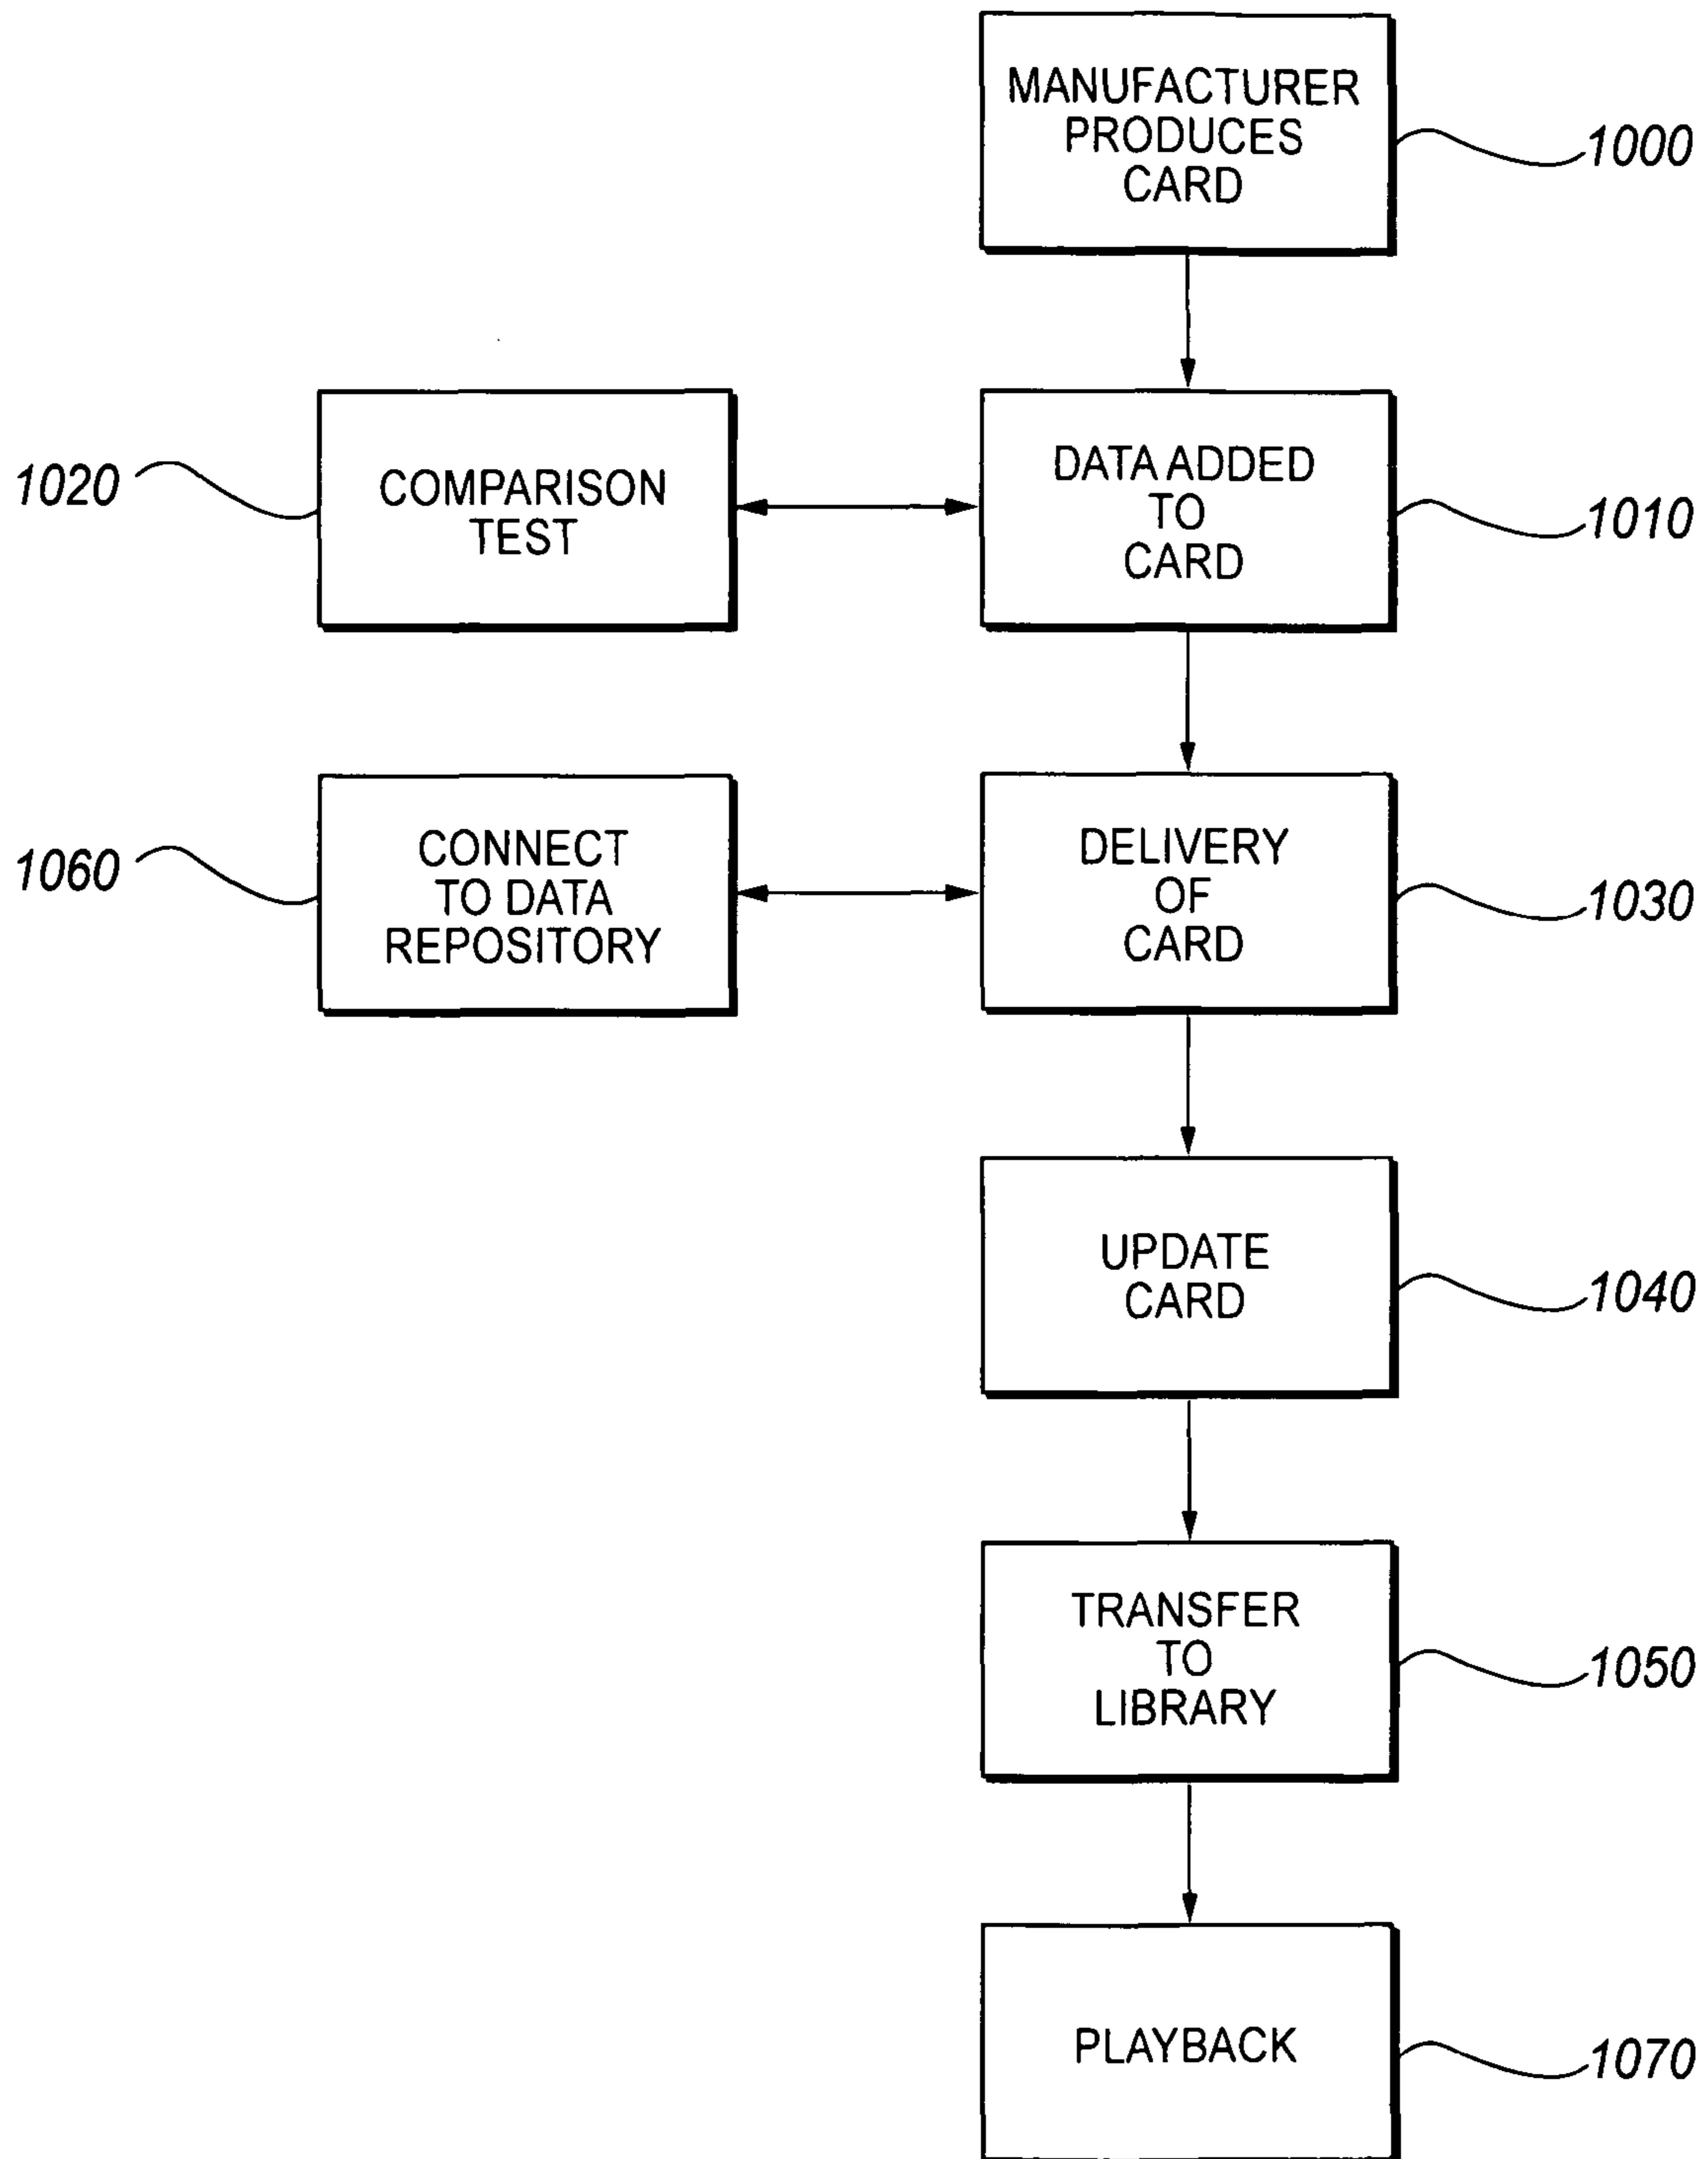 MANUFACTURER
PRODUCES
CARD
1000
COMPARISON
TEST
1020
DATA ADDED
TO
CARD
1010
CONNECT
TO DATA
REPOSITORY
1060
DELIVERY
OF
CARD
1030
UPDATE
CARD
1040
TRANSFER
TO
LIBRARY
1050
PLAYBACK
1070